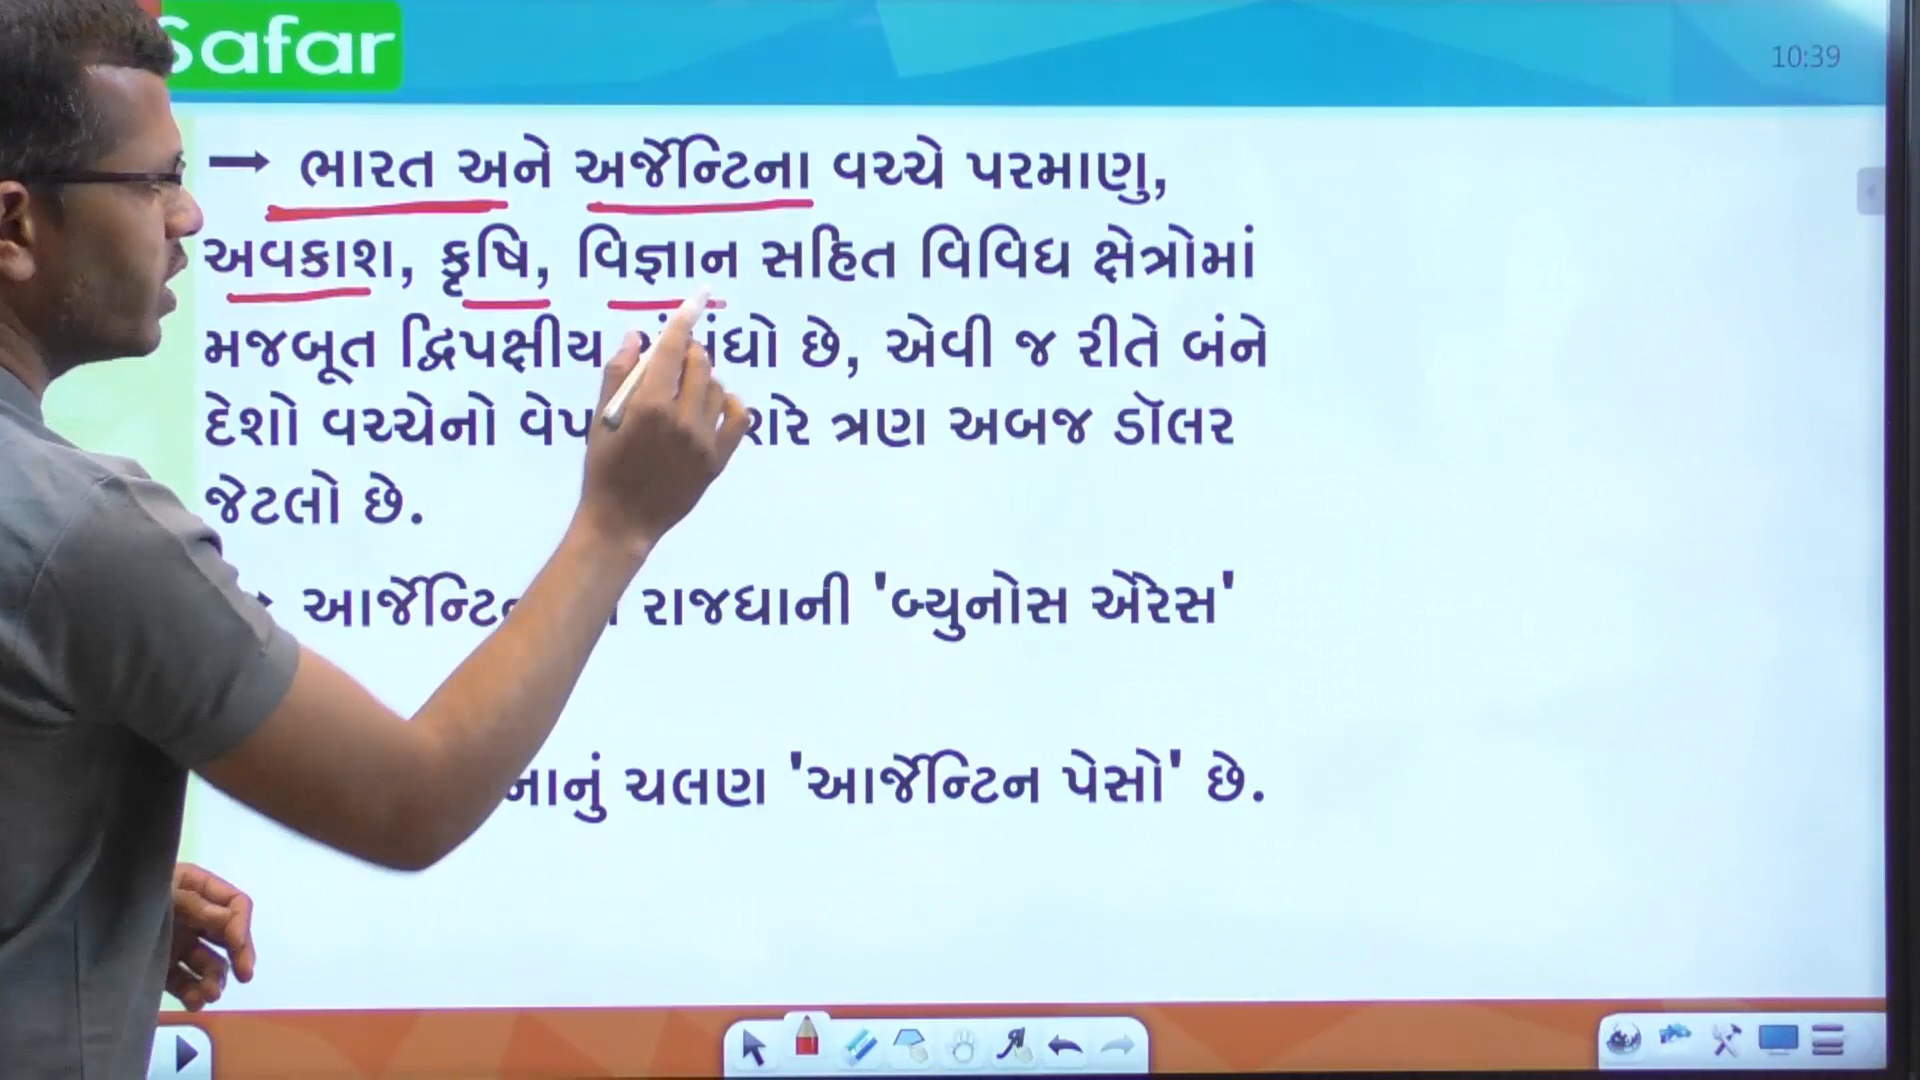 Safar
10:39
→ ભારત અને અર્જેન્ટિના વચ્ચે પરમાણુ,
અવકાશ, કૃષિ, વિજ્ઞાન સહિત વિવિધ ક્ષેત્રોમાં
મજબૂત દ્વિપક્ષીય છે, એવી જ રીતે બંને
દેશો વચ્ચેનો ત્રણ અબજ ડૉલર
જેટલો છે.
રાજધાની 'બ્યુનોસ ઍરેસ'
ચલણ 'આર્જેન્ટિન પેસો' છે.